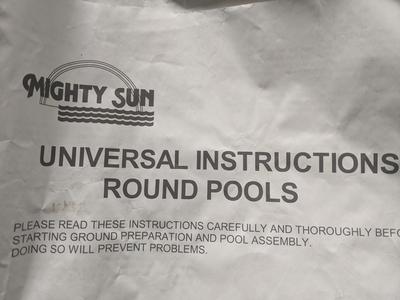 MIGHTY SUN
UNIVERSAL INSTRUCTIONS
ROUND POOLS
PLEASE READ THESE INSTRUCTIONS CAREFULLY AND THOROUGHLY BEFO
STARTING GROUND PREPARATION AND POOL ASSEMBLY.
DOING SO WILL PREVENT PROBLEMS.